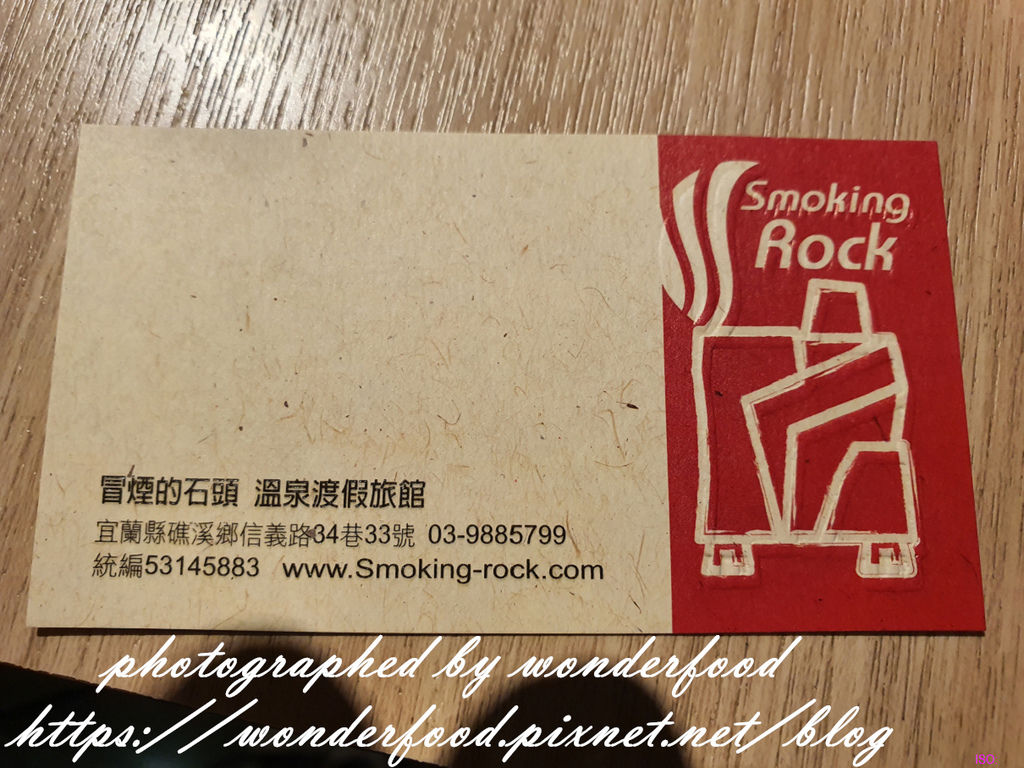 Smoking
Rock
冒煙的石頭 溫泉渡假旅館
宜蘭縣礁溪鄉信義路34巷33號 03-9885799
統編53145883 www.Smoking-rock.com
photographed by wonderfood
https://wonderfood.pixnet.net/blog